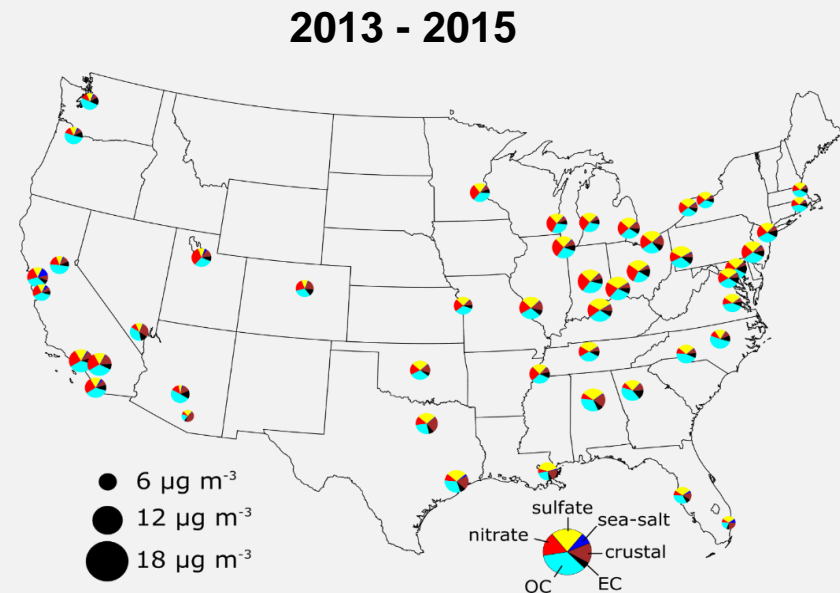 2013 - 2015
6 µg m⁻³
12 µg m⁻³
18 µg m⁻³
sulfate
sea-salt
nitrate
crustal
OC
EC